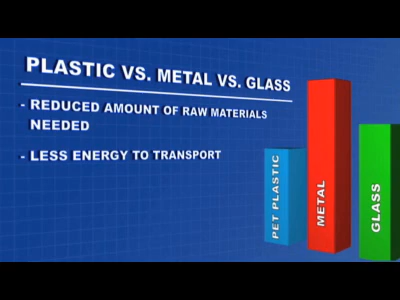 PLASTIC VS. METAL VS. GLASS
- REDUCED AMOUNT OF RAW MATERIALS
NEEDED
- LESS ENERGY TO TRANSPORT
PET PLASTIC
METAL
GLASS